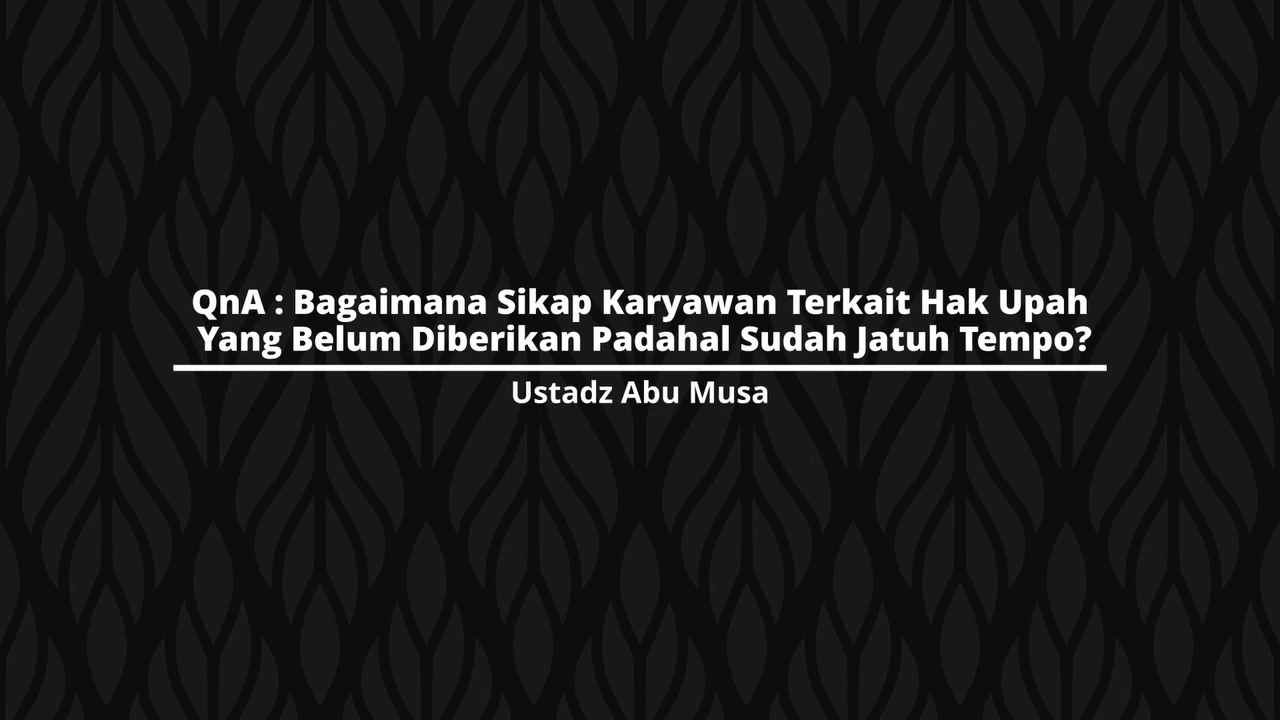 QnA : Bagaimana Sikap Karyawan Terkait Hak Upah
Yang Belum Diberikan Padahal Sudah Jatuh Tempo?
Ustadz Abu Musa